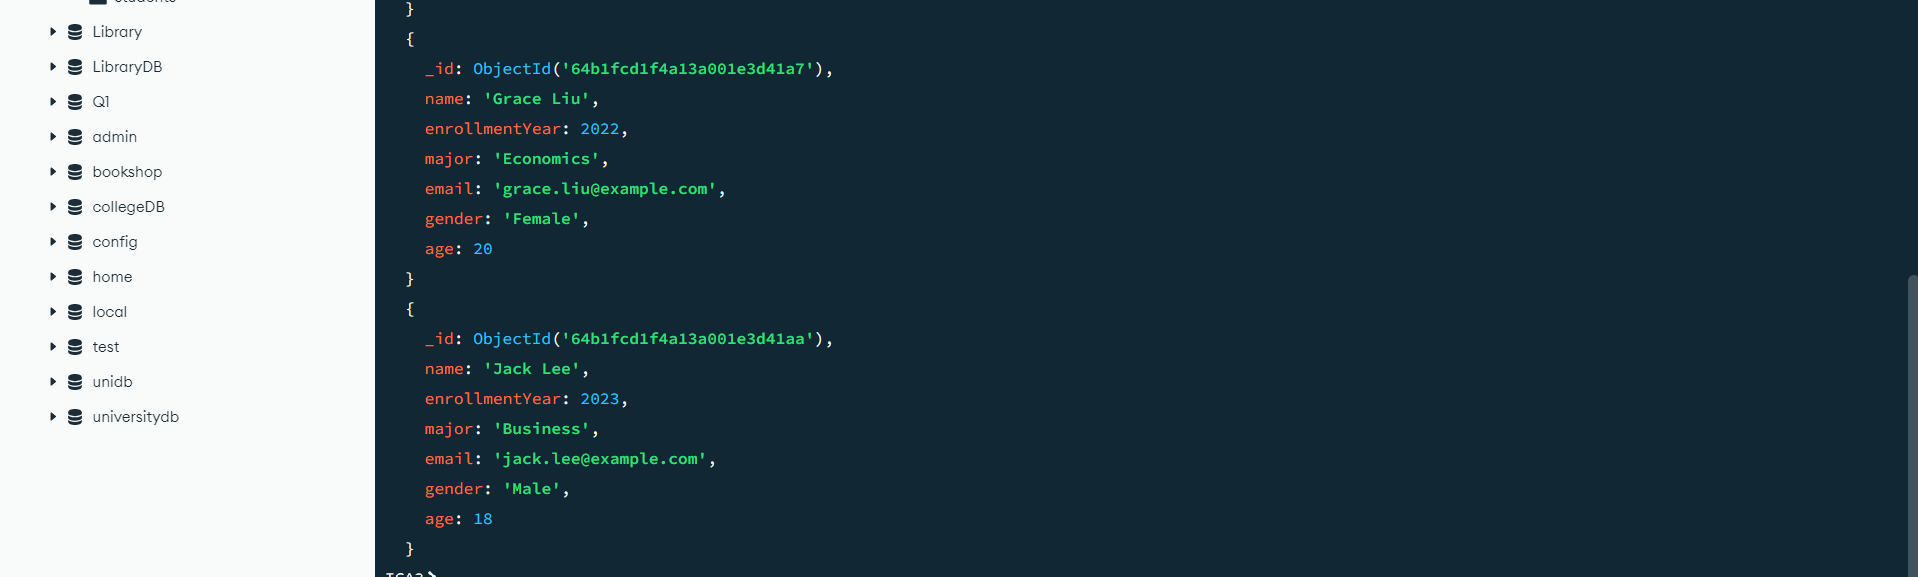 students
Library
LibraryDB
Q1
admin
bookshop
collegeDB
config
home
local
test
unidb
universitydb
}
{
_id: ObjectId('64b1fcd1f4a13a001e3d41a7'),
name: 'Grace Liu',
enrollmentYear: 2022,
major: 'Economics',
email: 'grace.liu@example.com',
gender: 'Female',
age: 20
}
{
_id: ObjectId('64b1fcd1f4a13a001e3d41aa'),
name: 'Jack Lee',
enrollmentYear: 2023,
major: 'Business',
email: 'jack.lee@example.com',
gender: 'Male',
age: 18
}